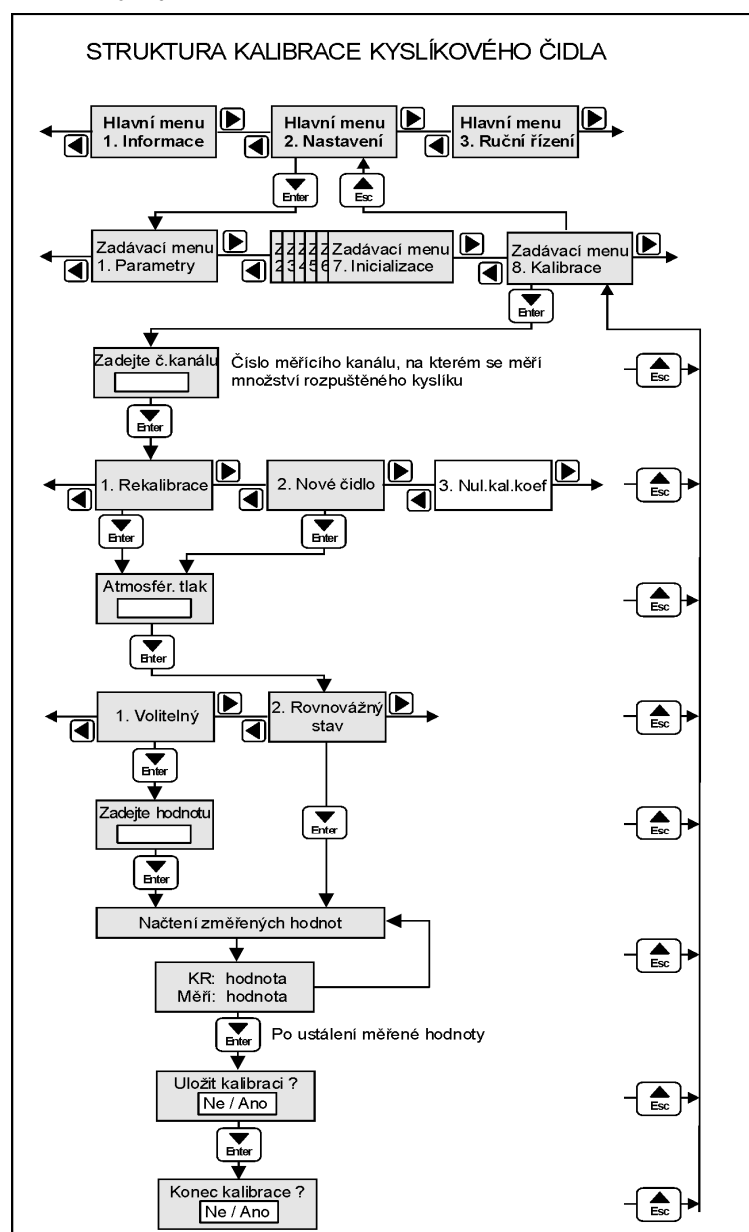 STRUKTURA KALIBRACE KYSLÍKOVÉHO ČIDLA
Hlavní menu
1. Informace
Hlavní menu
2. Nastavení
Hlavní menu
3. Ruční řízení
Enter
Esc
Zadávací menu
1. Parametry
Z Z Z Z Z Zadávací menu
2 3 4 5 6 7. Inicializace
Zadávací menu
8. Kalibrace
Enter
Zadejte č.kanálu
Číslo měřícího kanálu, na kterém se měří
množství rozpuštěného kyslíku
Esc
Enter
1. Rekalibrace
2. Nové čidlo
3. Nul.kal.koef
Esc
Enter
Enter
Atmosfér. tlak
Esc
Enter
1. Volitelný
2. Rovnovážný
stav
Esc
Enter
Zadejte hodnotu
Enter
Esc
Enter
Načtení změřených hodnot
Esc
KR: hodnota
Měří: hodnota
Enter
Po ustálení měřené hodnoty
Uložit kalibraci ?
Ne / Ano
Esc
Enter
Konec kalibrace ?
Ne / Ano
Esc